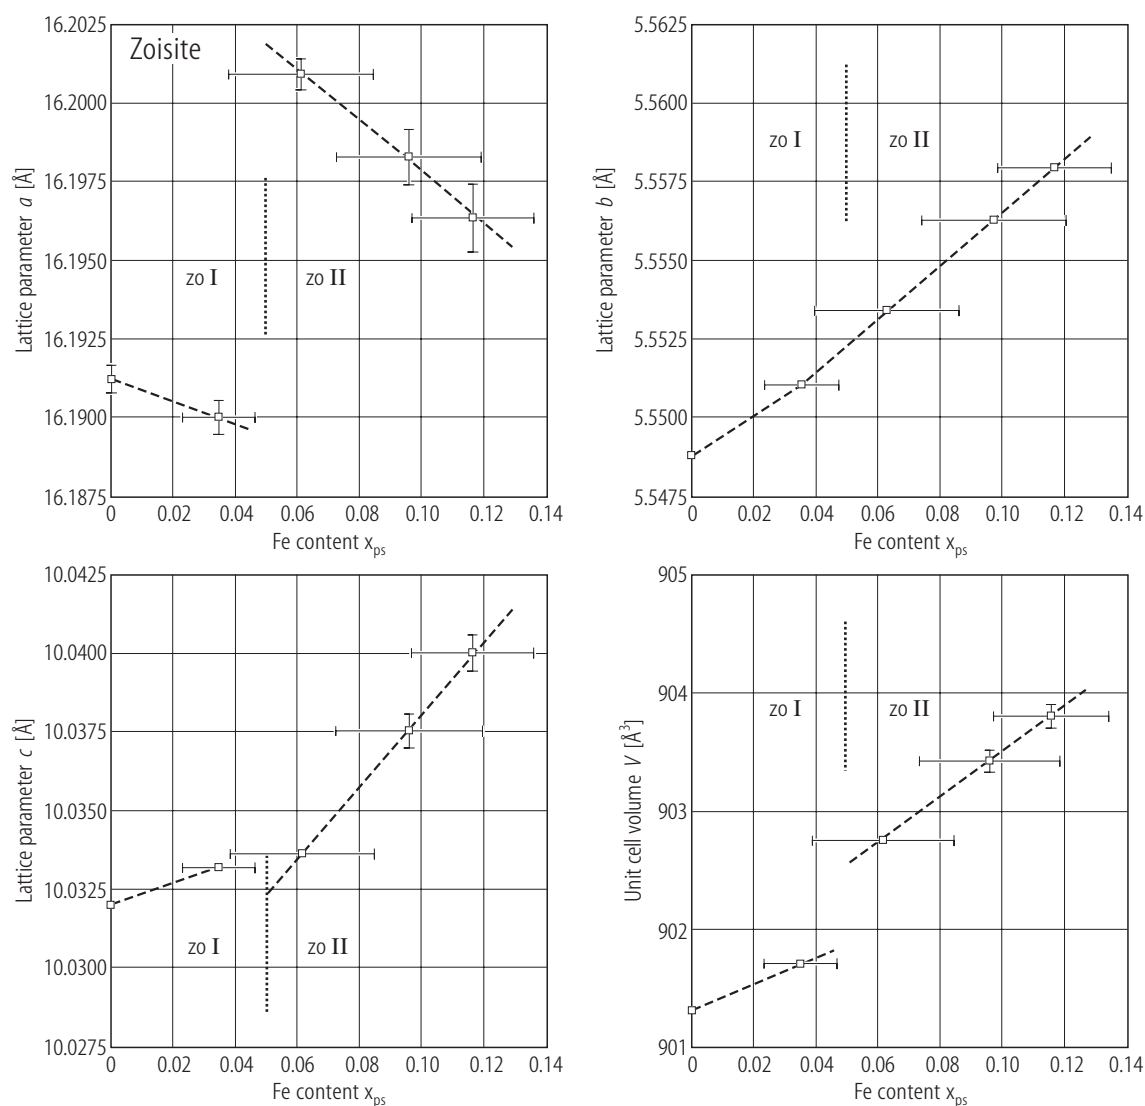 Zoisite
Lattice parameter a [Å]
16.2025
16.2000
16.1975
16.1950
16.1925
16.1900
16.1875
zo I
zo II
0 0.02 0.04 0.06 0.08 0.10 0.12 0.14
Fe content xps
Lattice parameter b [Å]
5.5625
5.5600
5.5575
5.5550
5.5525
5.5500
5.5475
zo I
zo II
0 0.02 0.04 0.06 0.08 0.10 0.12 0.14
Fe content xps
Lattice parameter c [Å]
10.0425
10.0400
10.0375
10.0350
10.0325
10.0300
10.0275
zo I
zo II
0 0.02 0.04 0.06 0.08 0.10 0.12 0.14
Fe content xps
Unit cell volume V [Å³]
905
904
903
902
901
zo I
zo II
0 0.02 0.04 0.06 0.08 0.10 0.12 0.14
Fe content xps